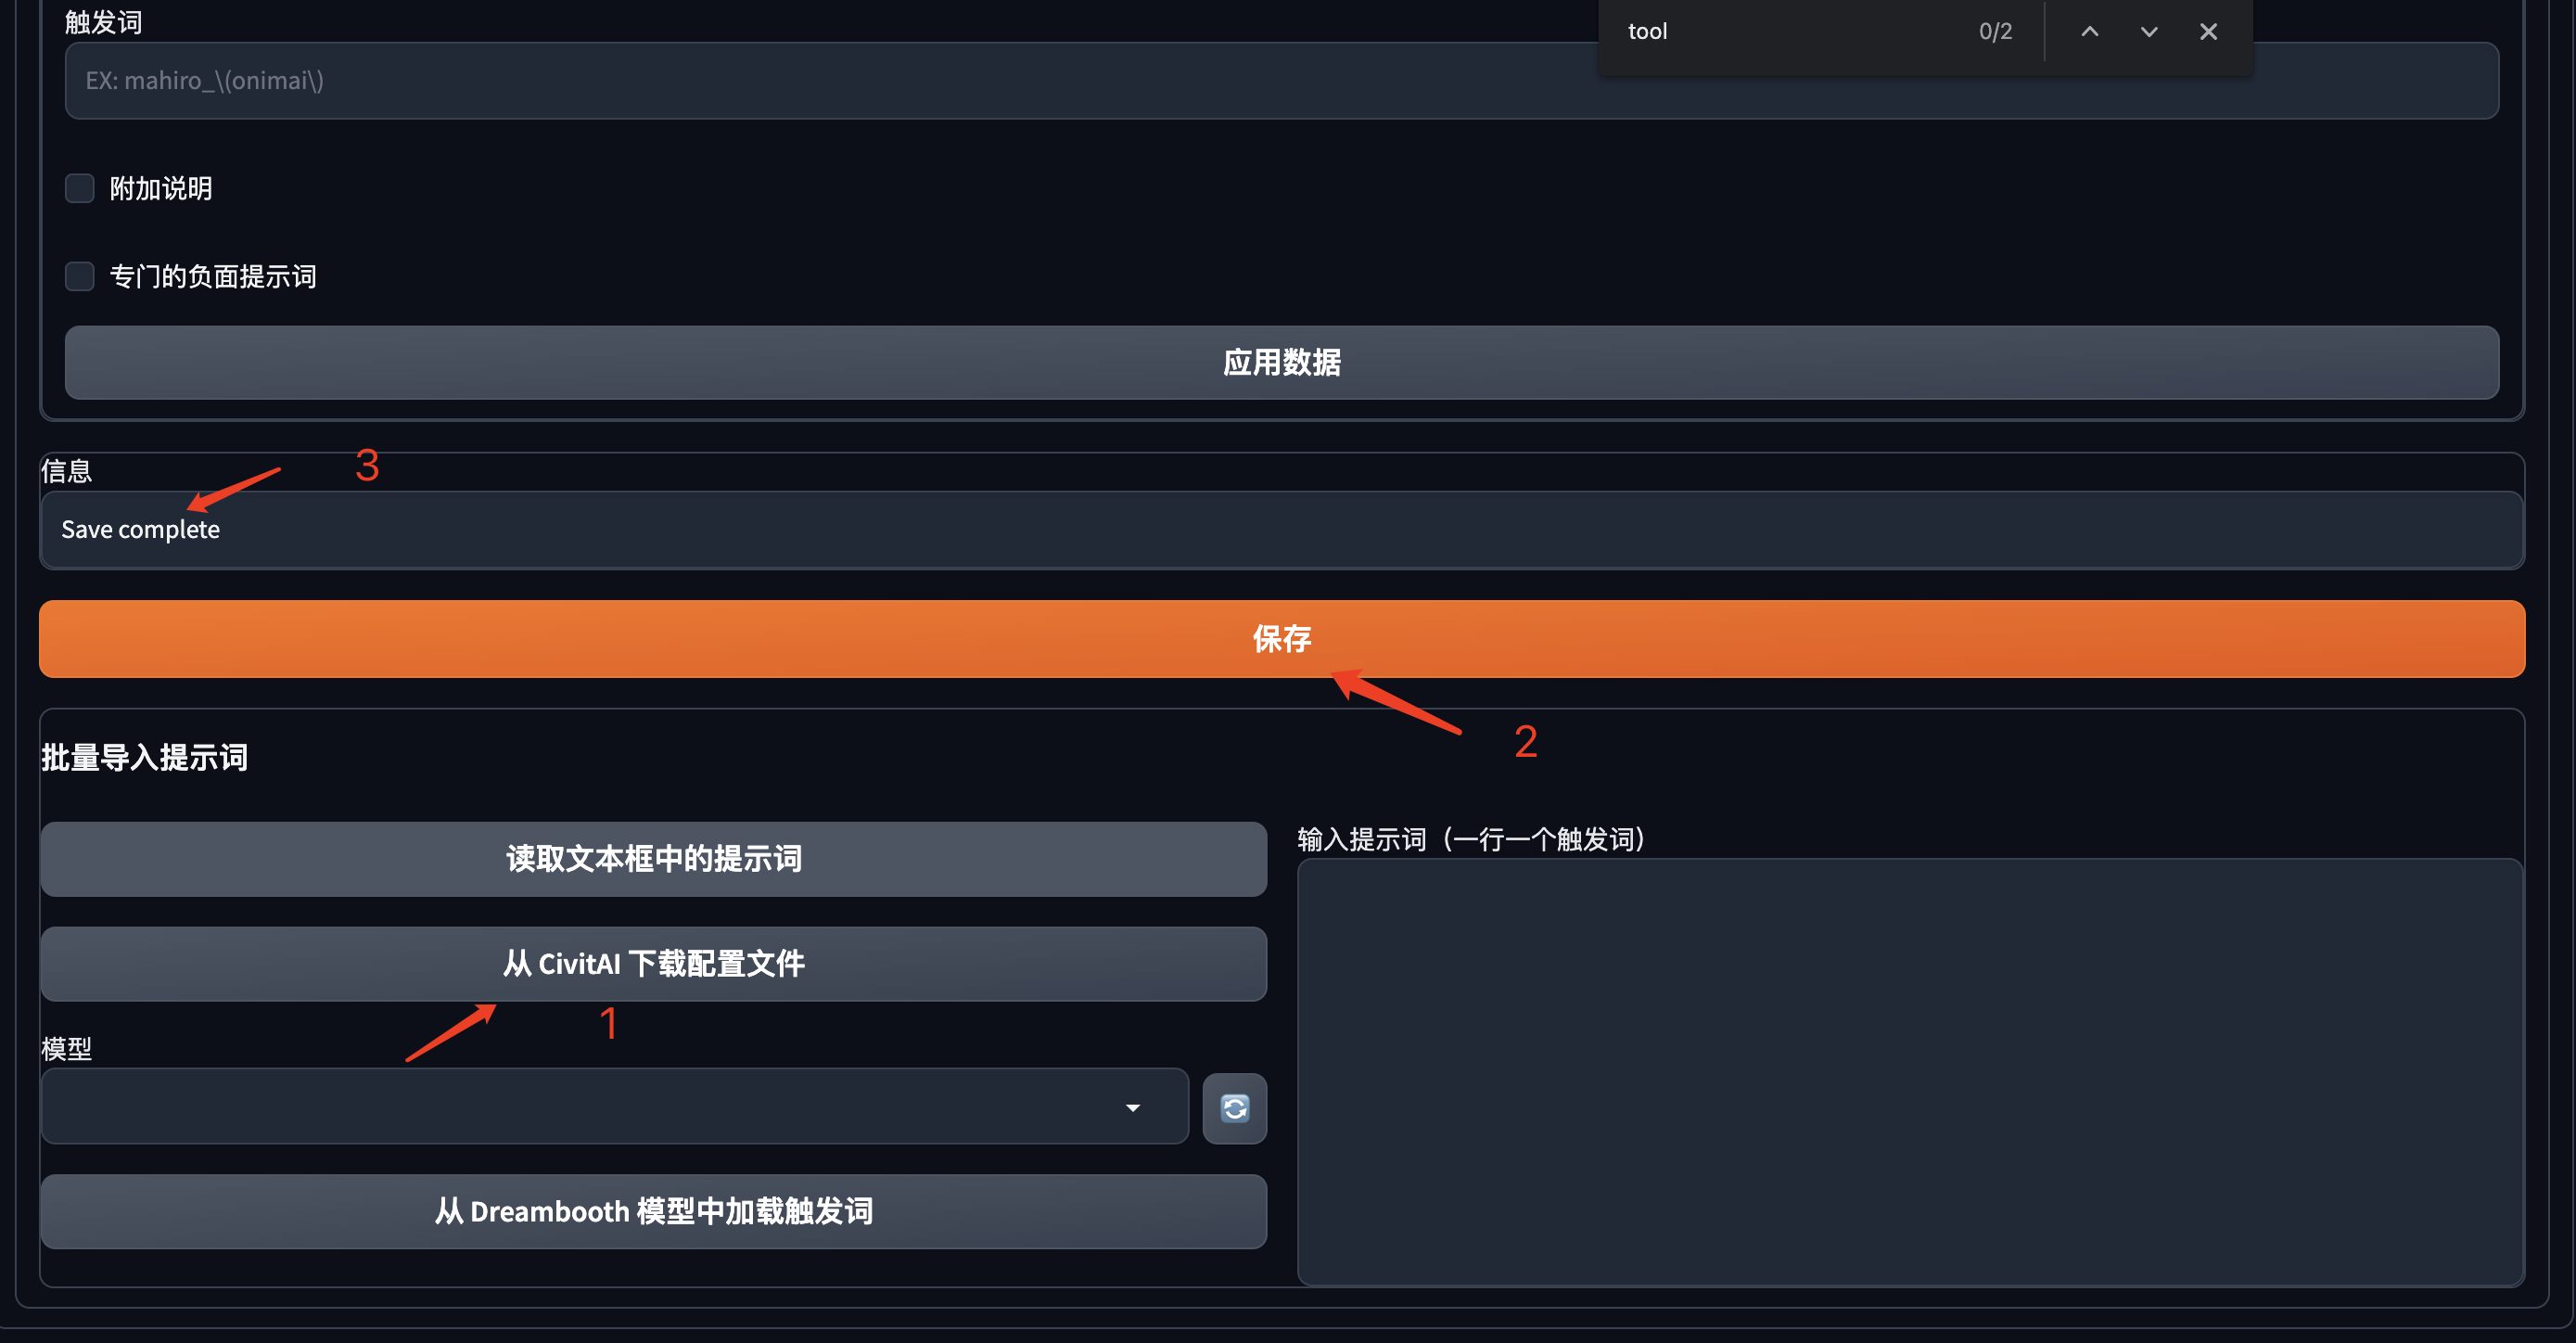 触发词
tool
0/2
EX: mahiro_\(onimai\)
附加说明
专门的负面提示词
应用数据
信息
3
Save complete
保存
2
批量导入提示词
读取文本框中的提示词
输入提示词（一行一个触发词）
从 CivitAI 下载配置文件
1
模型
从 Dreambooth 模型中加载触发词